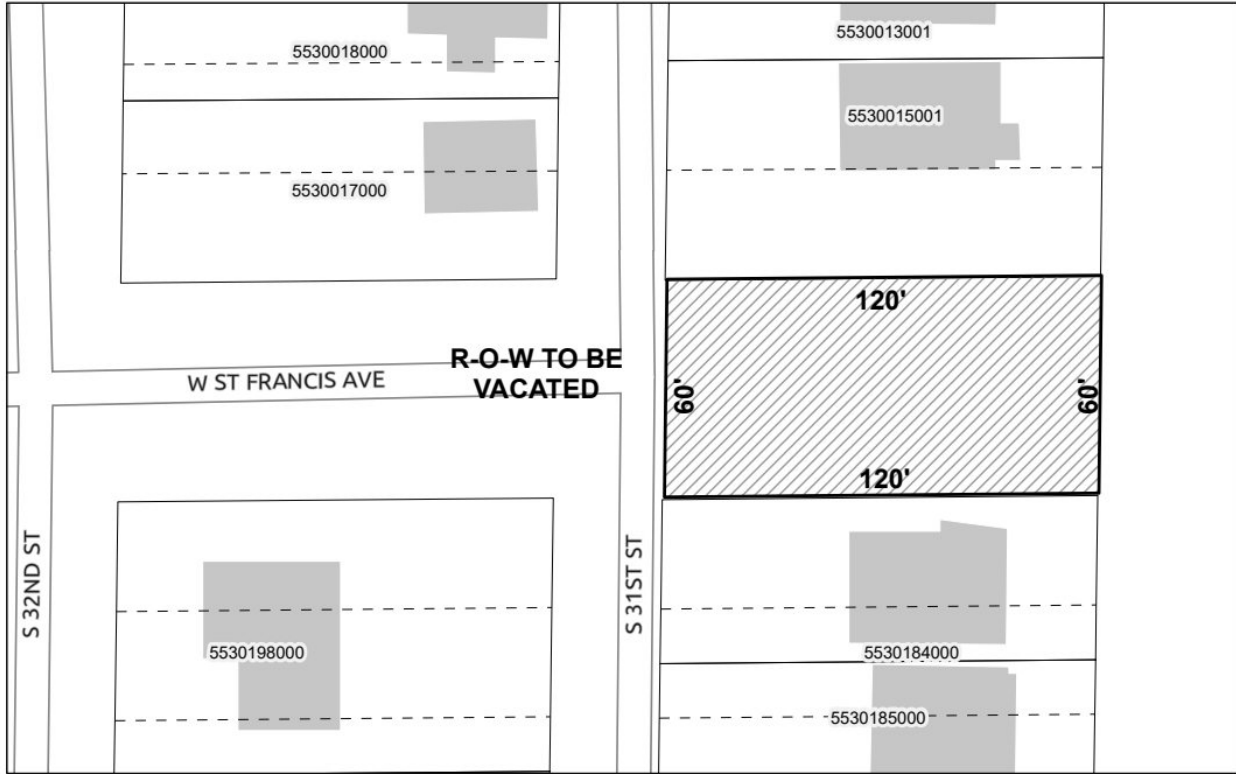 5530018000
5530013001
5530015001
5530017000
120'
R-O-W TO BE
VACATED
W ST FRANCIS AVE
60'
60'
120'
S 32ND ST
S 31ST ST
5530198000
5530184000
5530185000